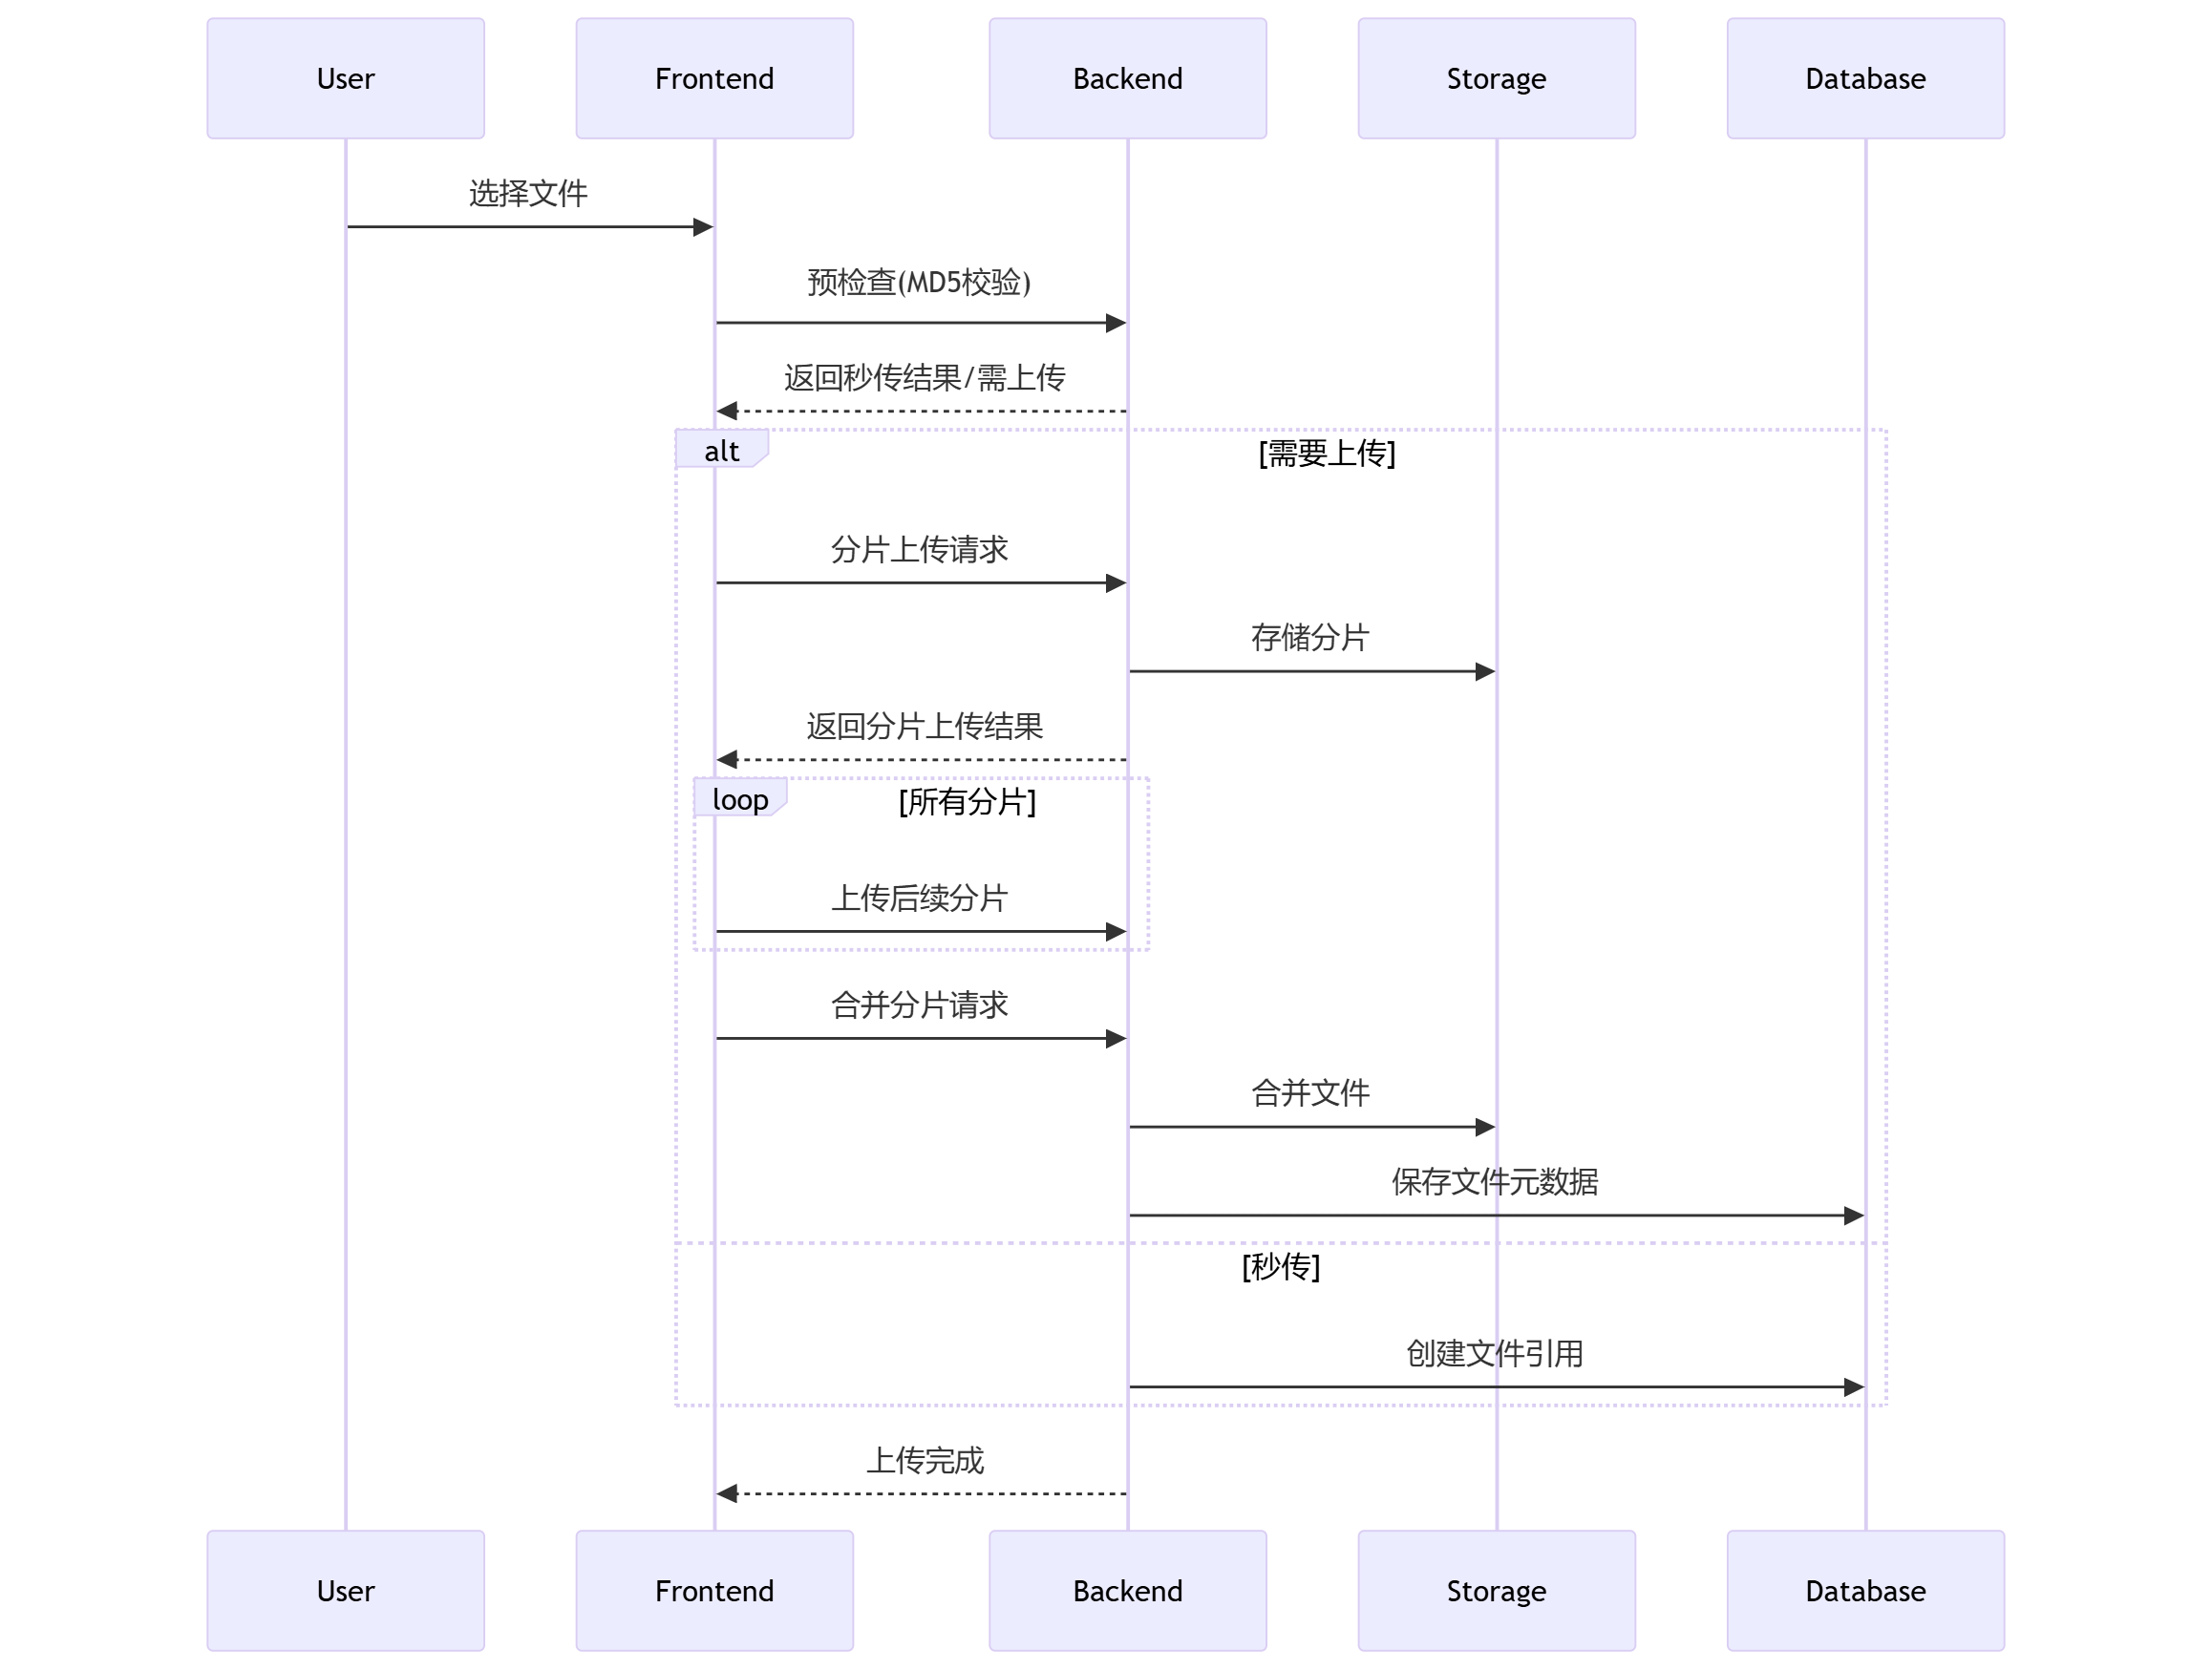 User
Frontend
Backend
Storage
Database
选择文件
预检查(MD5校验)
返回秒传结果/需上传
alt
[需要上传]
分片上传请求
存储分片
返回分片上传结果
loop
[所有分片]
上传后续分片
合并分片请求
合并文件
保存文件元数据
[秒传]
创建文件引用
上传完成
User
Frontend
Backend
Storage
Database